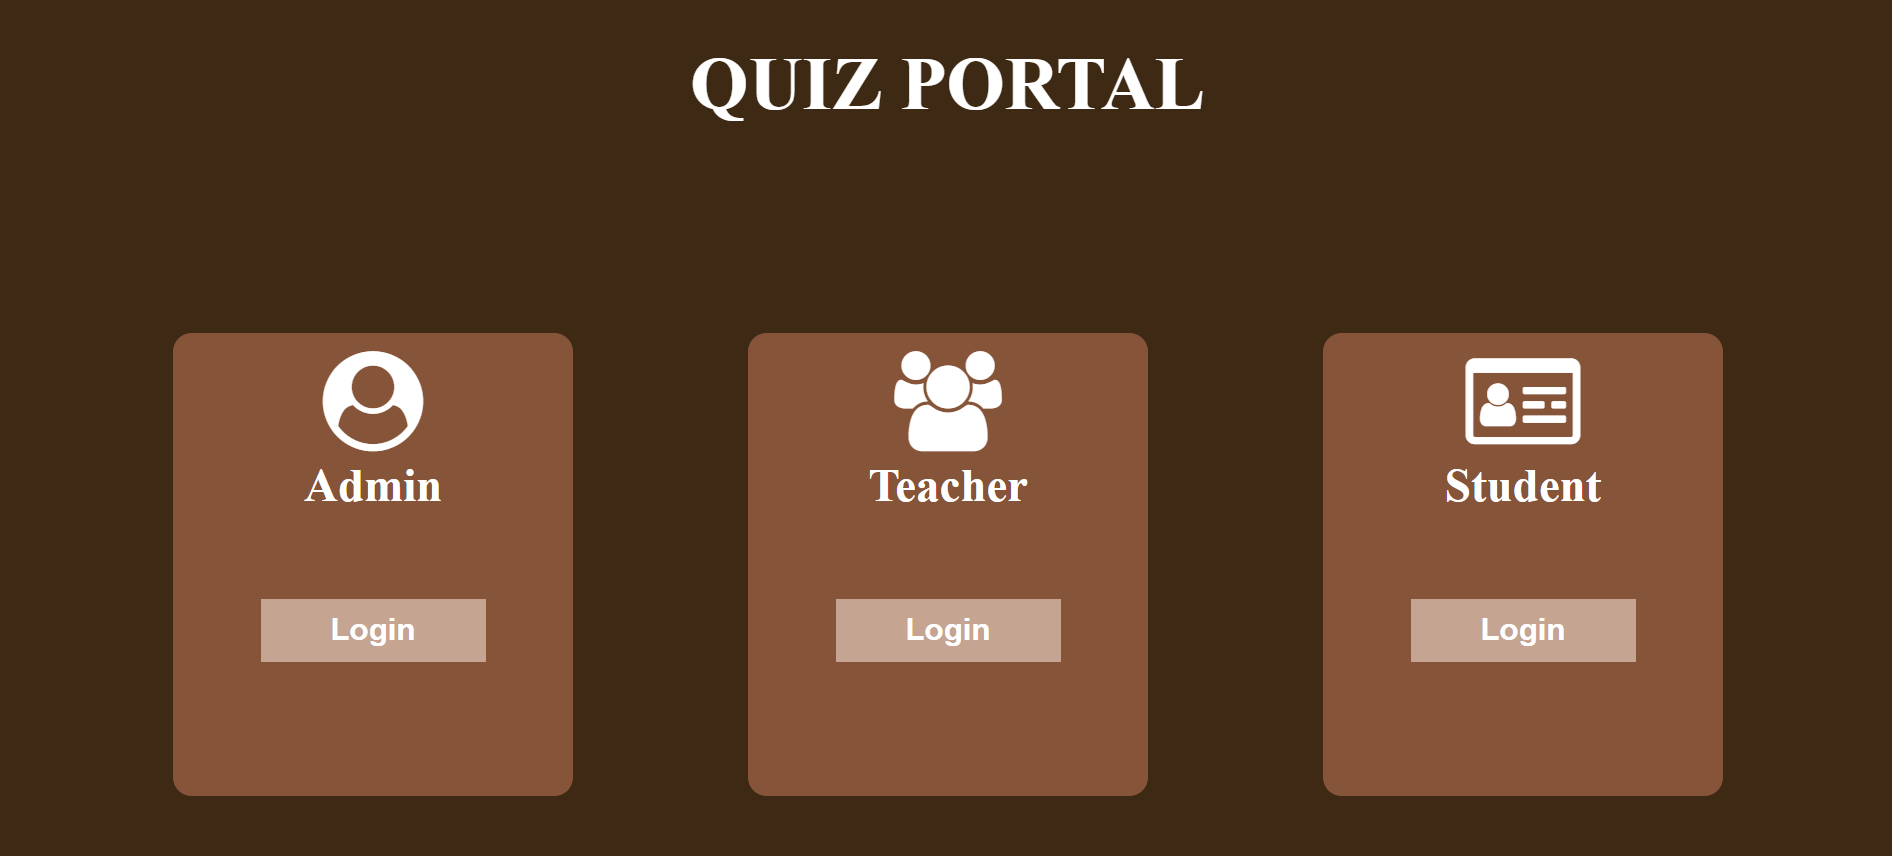 QUIZ PORTAL
Admin
Teacher
Student
Login
Login
Login